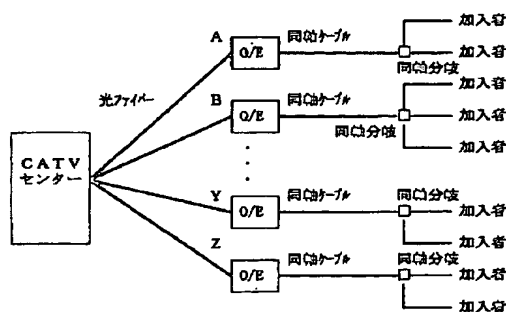 A
O/E
同軸ケーブル
加入者
加入者
同軸分岐
光ファイバー
B
O/E
同軸ケーブル
同軸分岐
加入者
加入者
加入者
CATV
センター
Y
O/E
同軸ケーブル
同軸分岐
加入者
加入者
Z
O/E
同軸ケーブル
同軸分岐
加入者
加入者